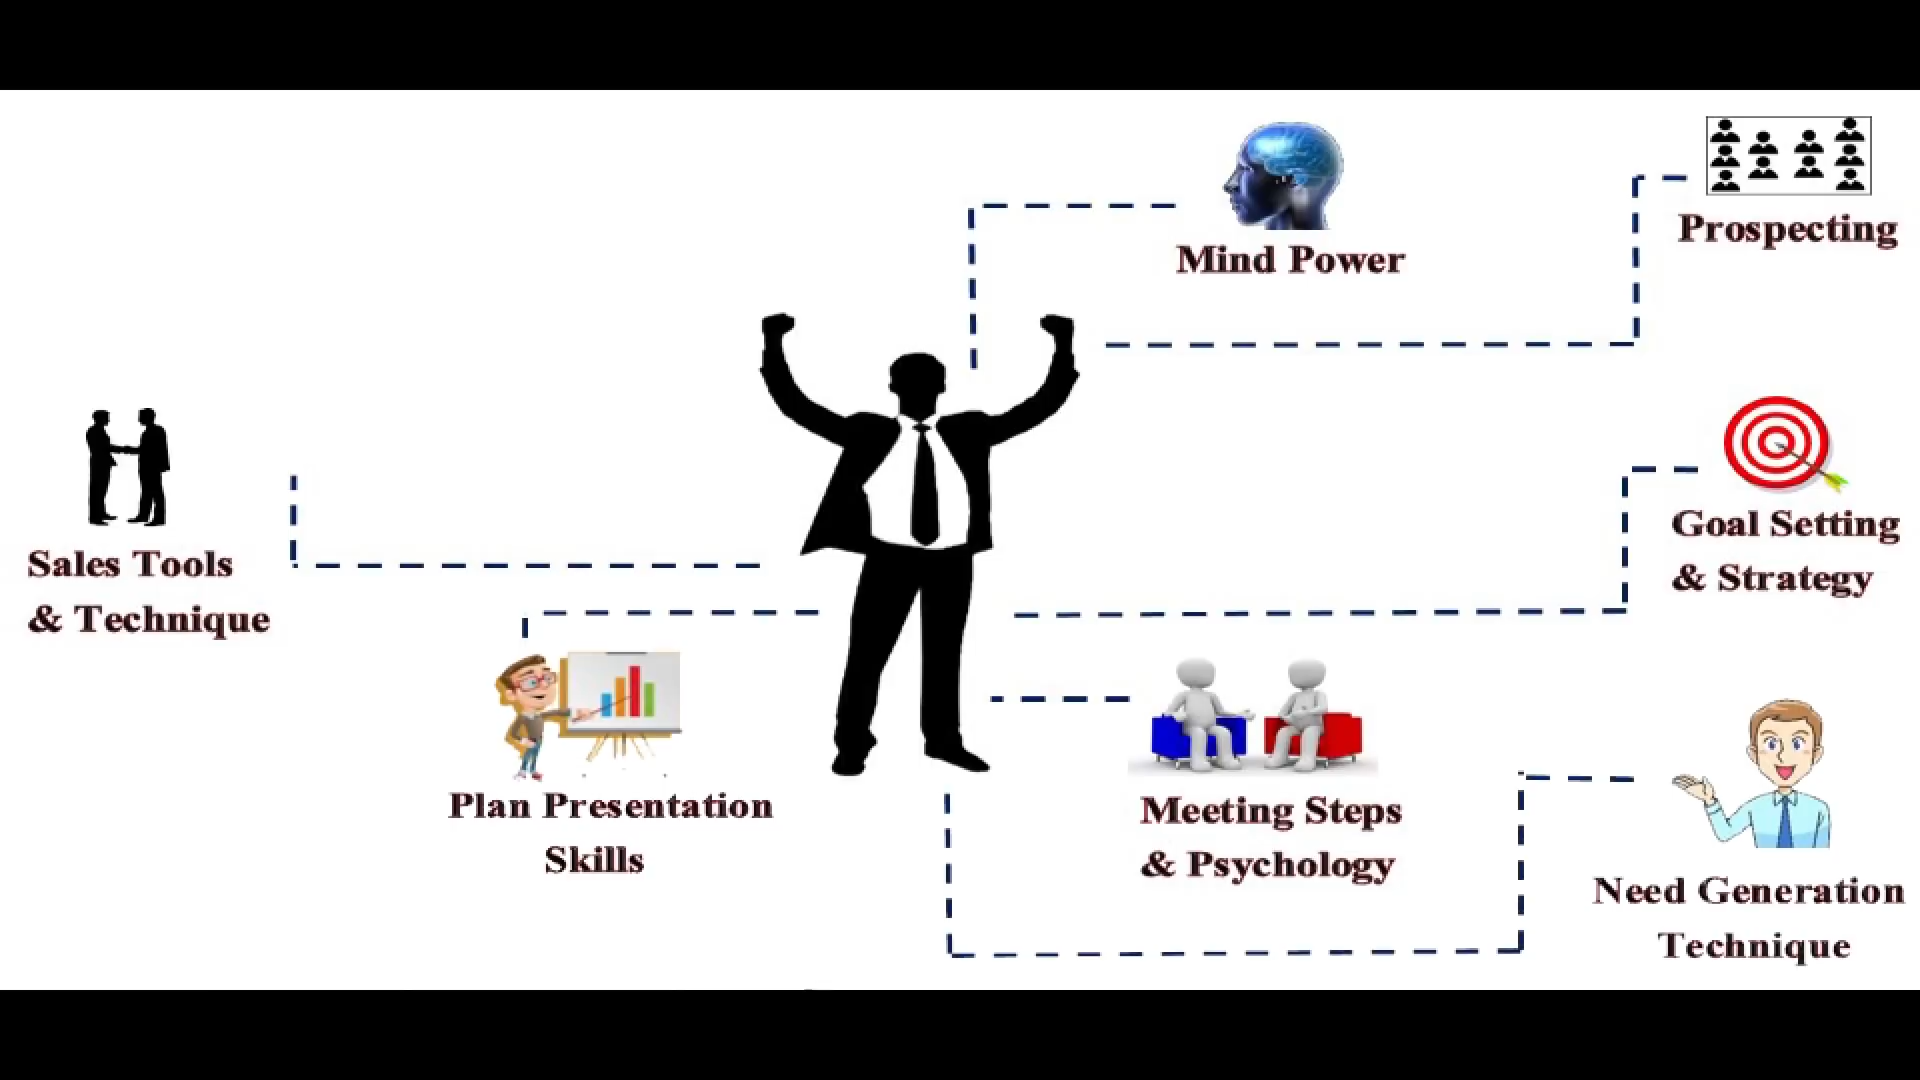 Mind Power
Prospecting
Goal Setting
& Strategy
Sales Tools
& Technique
Plan Presentation
Skills
Meeting Steps
& Psychology
Need Generation
Technique